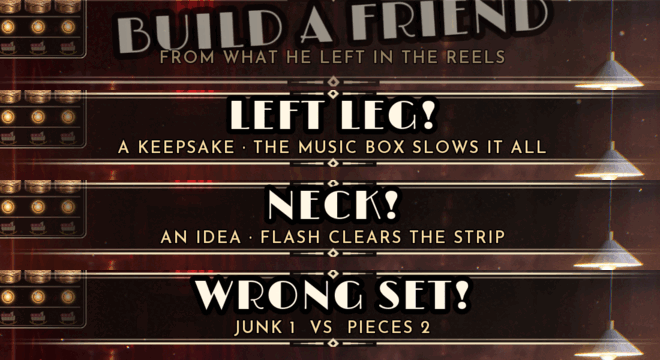 BUILD A FRIEND
FROM WHAT HE LEFT IN THE REELS
LEFT LEG!
A KEEPSAKE · THE MUSIC BOX SLOWS IT ALL
NECK!
AN IDEA · FLASH CLEARS THE STRIP
WRONG SET!
JUNK 1 VS PIECES 2